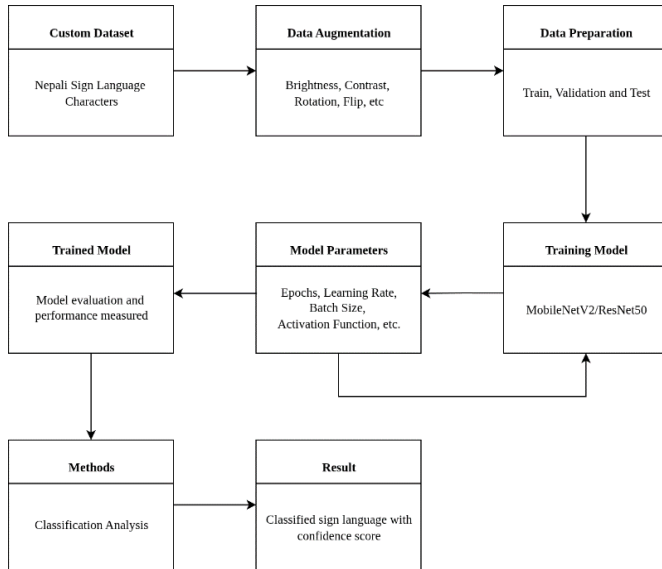 Custom Dataset
Nepali Sign Language
Characters
Data Augmentation
Brightness, Contrast,
Rotation, Flip, etc
Data Preparation
Train, Validation and Test
Trained Model
Model evaluation and
performance measured
Model Parameters
Epochs, Learning Rate,
Batch Size,
Activation Function, etc.
Training Model
MobileNetV2/ResNet50
Methods
Classification Analysis
Result
Classified sign language with
confidence score